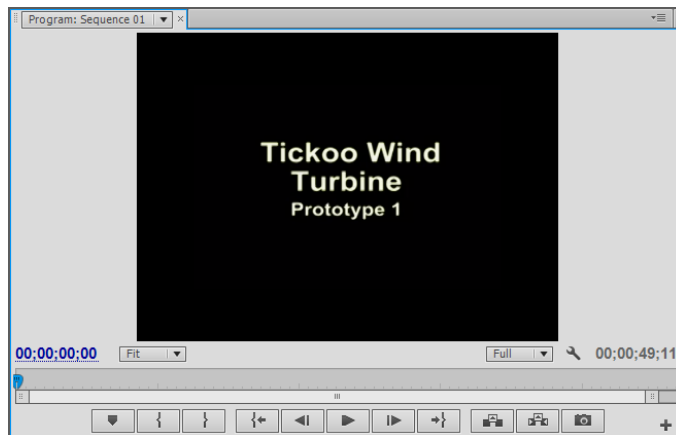 Program: Sequence 01
Tickoo Wind
Turbine
Prototype 1
00;00;00;00
Fit
Full
00;00;49;11